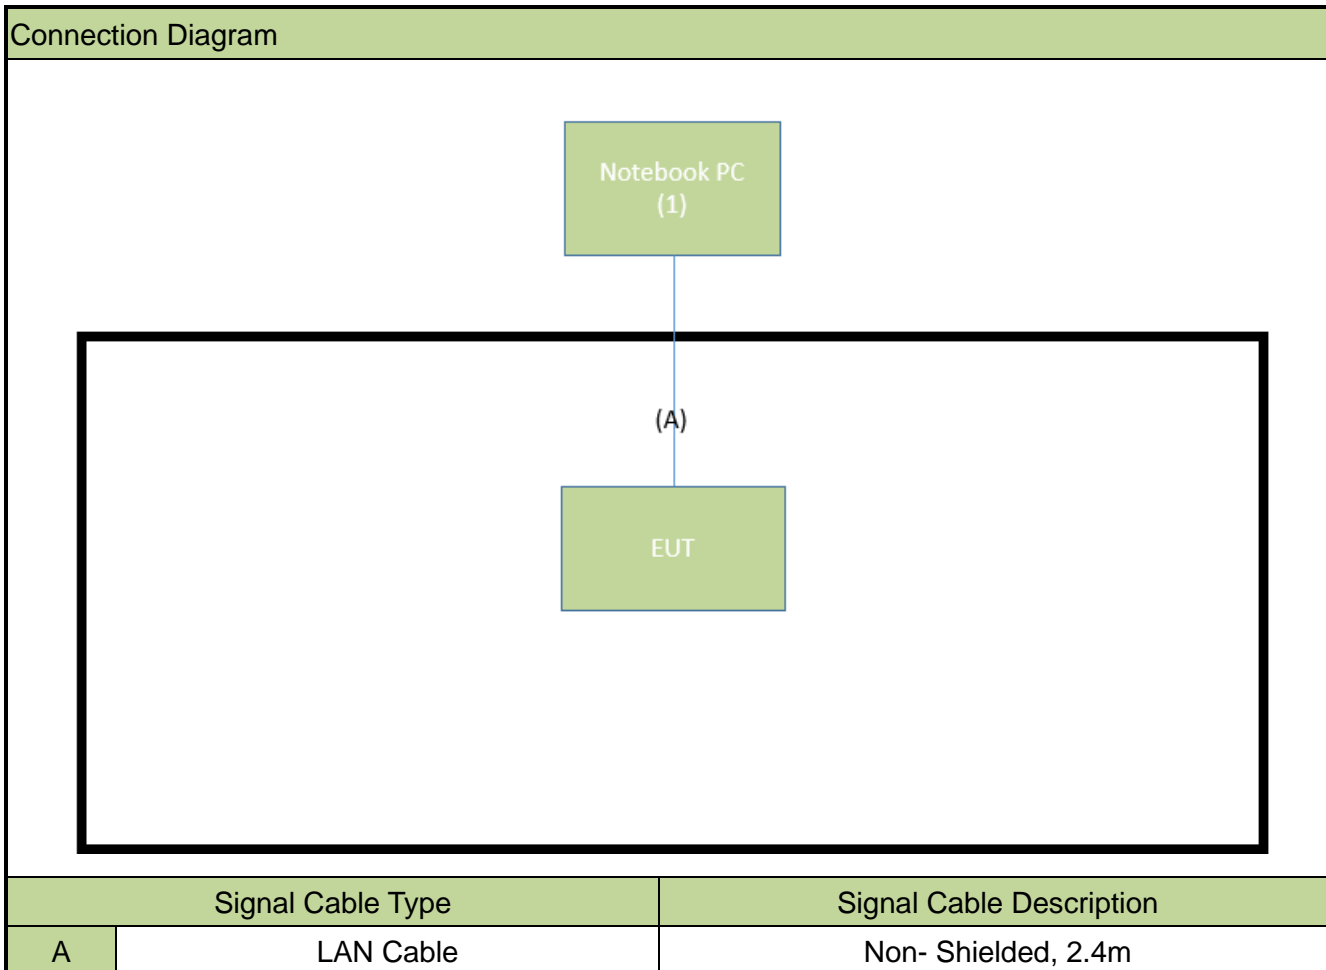 Connection Diagram
Notebook PC
(1)
(A)
EUT
Signal Cable Type Signal Cable Description
A LAN Cable Non- Shielded, 2.4m